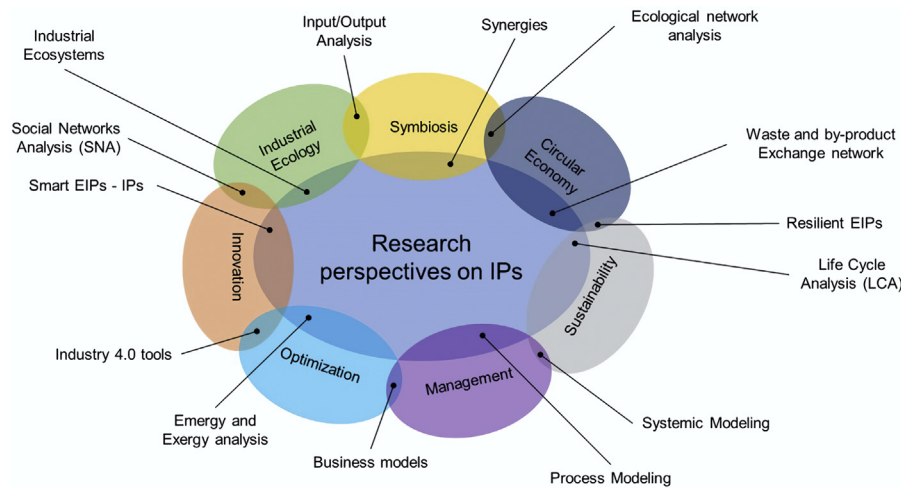 Industrial
Ecosystems
Input/Output
Analysis
Synergies
Ecological network
analysis
Social Networks
Analysis (SNA)
Industrial
Ecology
Symbiosis
Circular
Economy
Waste and by-product
Exchange network
Smart EIPs - IPs
Resilient EIPs
Innovation
Research
perspectives on IPs
Sustainability
Life Cycle
Analysis (LCA)
Industry 4.0 tools
Optimization
Management
Emergy and
Exergy analysis
Business models
Systemic Modeling
Process Modeling